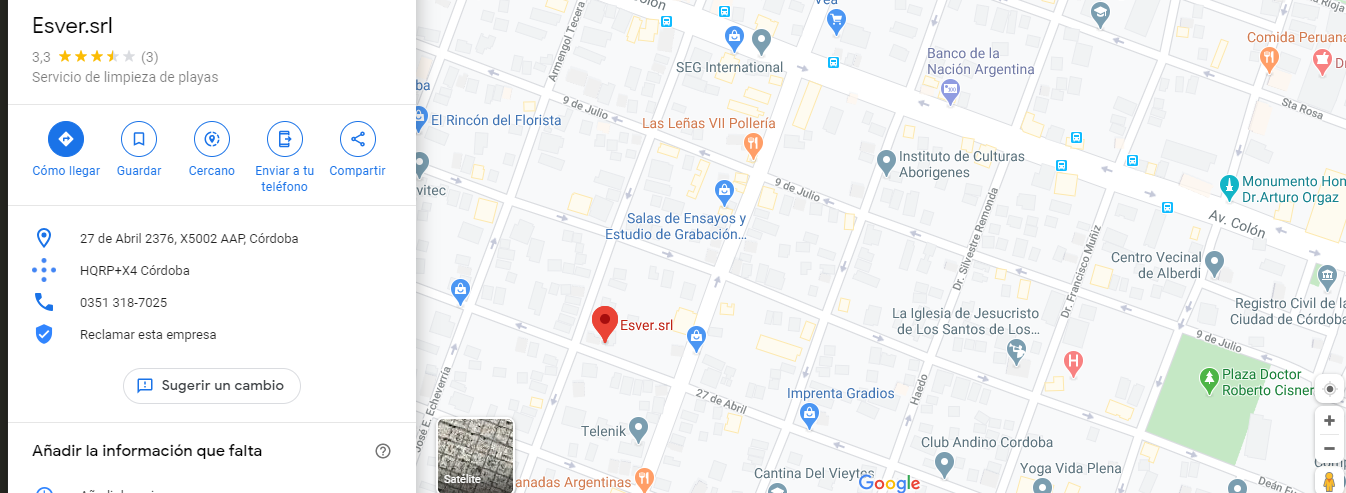 Esver.srl
3,3 (3)
Servicio de limpieza de playas
Cómo llegar
Guardar
Cercano
Enviar a tu
teléfono
Compartir
27 de Abril 2376, X5002 AAP, Córdoba
HQRP+X4 Córdoba
0351 318-7025
Reclamar esta empresa
Sugerir un cambio
Añadir la información que falta
Colón
Armengol Tecera
SEG International
Banco de la
Nación Argentina
Comida Peruana
Sta Rosa
9 de Julio
El Rincón del Florista
Las Leñas VII Pollería
Instituto de Culturas
Aborigenes
9 de Julio
Monumento Hon
Dr.Arturo Orgaz
Av. Colón
Salas de Ensayos y
Estudio de Grabación...
Dr. Silvestre Remonda
Dr. Francisco Muñiz
Centro Vecinal
de Alberdi
Registro Civil de la
Ciudad de Córdoba
La Iglesia de Jesucristo
de Los Santos de Los...
Esver.srl
9 de Julio
H
Plaza Doctor
Roberto Cisner
José E. Echeverría
27 de Abril
Haedo
Imprenta Gradios
Telenik
Club Andino Cordoba
Yoga Vida Plena
Cantina Del Vieytos
anadas Argentinas
Deán Fune
Satélite
Google